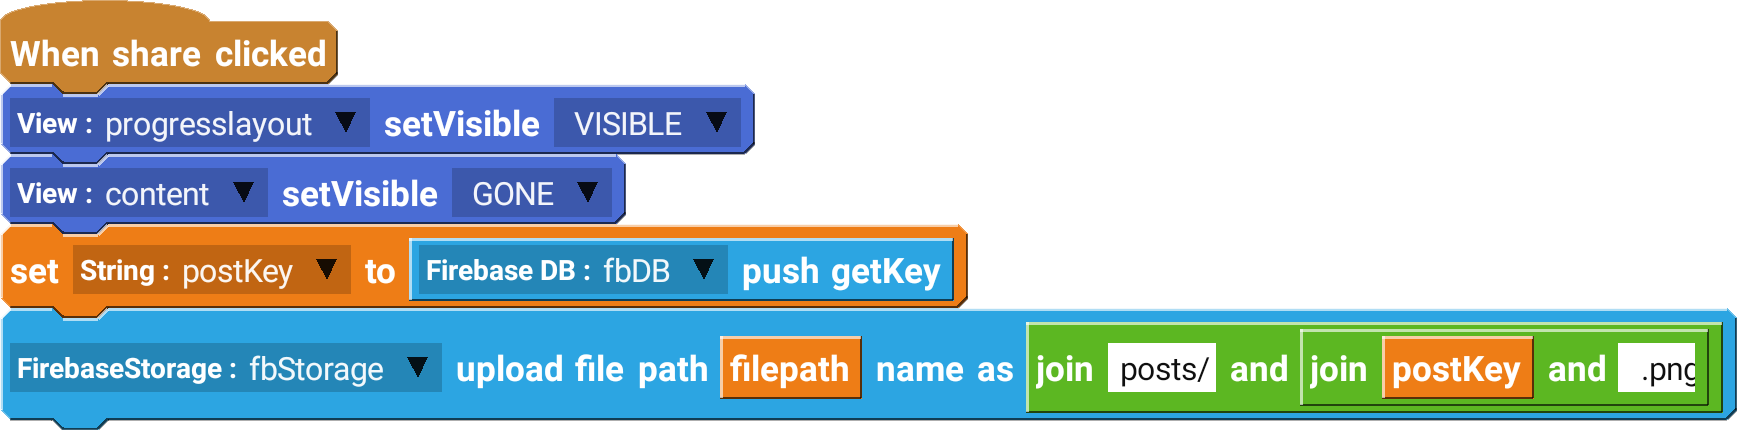 When share clicked
View : progresslayout setVisible VISIBLE
View : content setVisible GONE
set String : postKey to Firebase DB : fbDB push getKey
FirebaseStorage : fbStorage upload file path filepath name as join posts/ and join postKey and .png